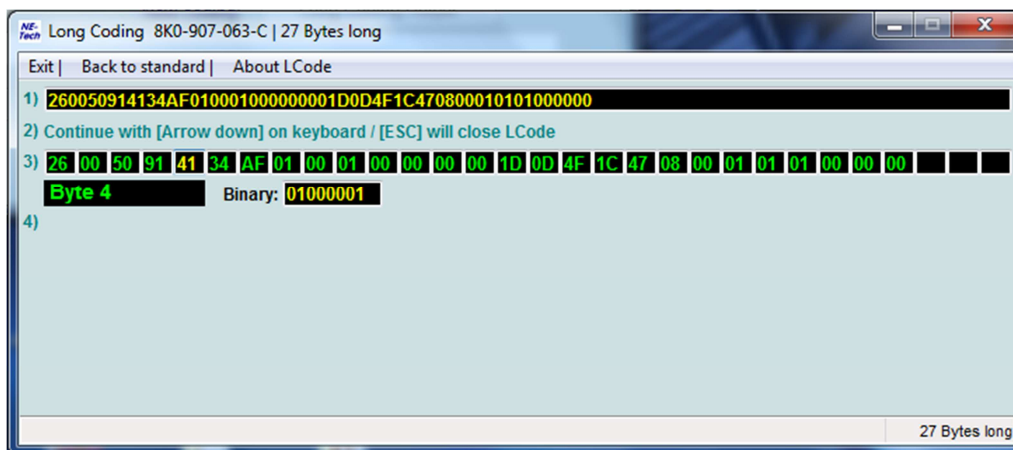 NE-Tech Long Coding 8K0-907-063-C | 27 Bytes long
Exit | Back to standard | About LCode
1) 260050914134AF010001000000001D0D4F1C470800010101000000
2) Continue with [Arrow down] on keyboard / [ESC] will close LCode
3) 26 00 50 91 41 34 AF 01 00 01 00 00 00 00 1D 0D 4F 1C 47 08 00 01 01 01 00 00 00
Byte 4 Binary: 01000001
4)
27 Bytes long